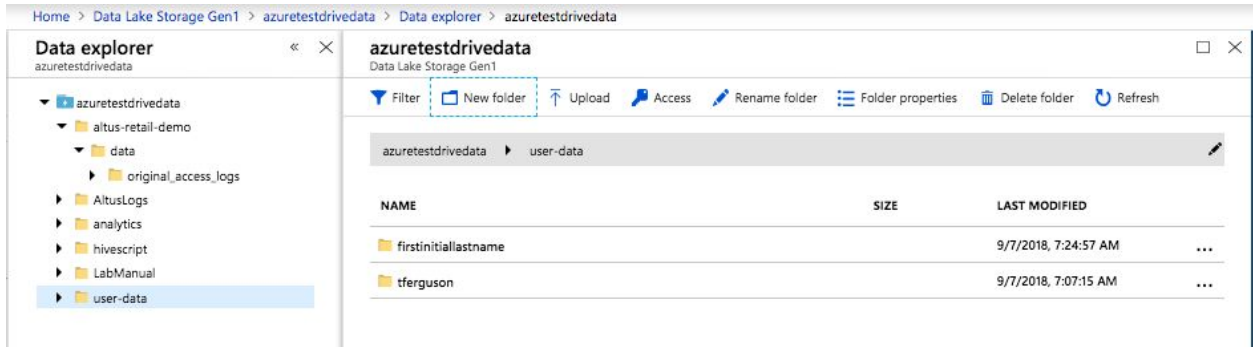 Home > Data Lake Storage Gen1 > azuretestdrivedata > Data explorer > azuretestdrivedata
Data explorer
azuretestdrivedata
azuretestdrivedata
altus-retail-demo
data
original_access_logs
AltusLogs
analytics
hivescript
LabManual
user-data
azuretestdrivedata
Data Lake Storage Gen1
Filter New folder Upload Access Rename folder Folder properties Delete folder Refresh
azuretestdrivedata user-data
NAME SIZE LAST MODIFIED
firstinitiallastname 9/7/2018, 7:24:57 AM ...
tferguson 9/7/2018, 7:07:15 AM ...